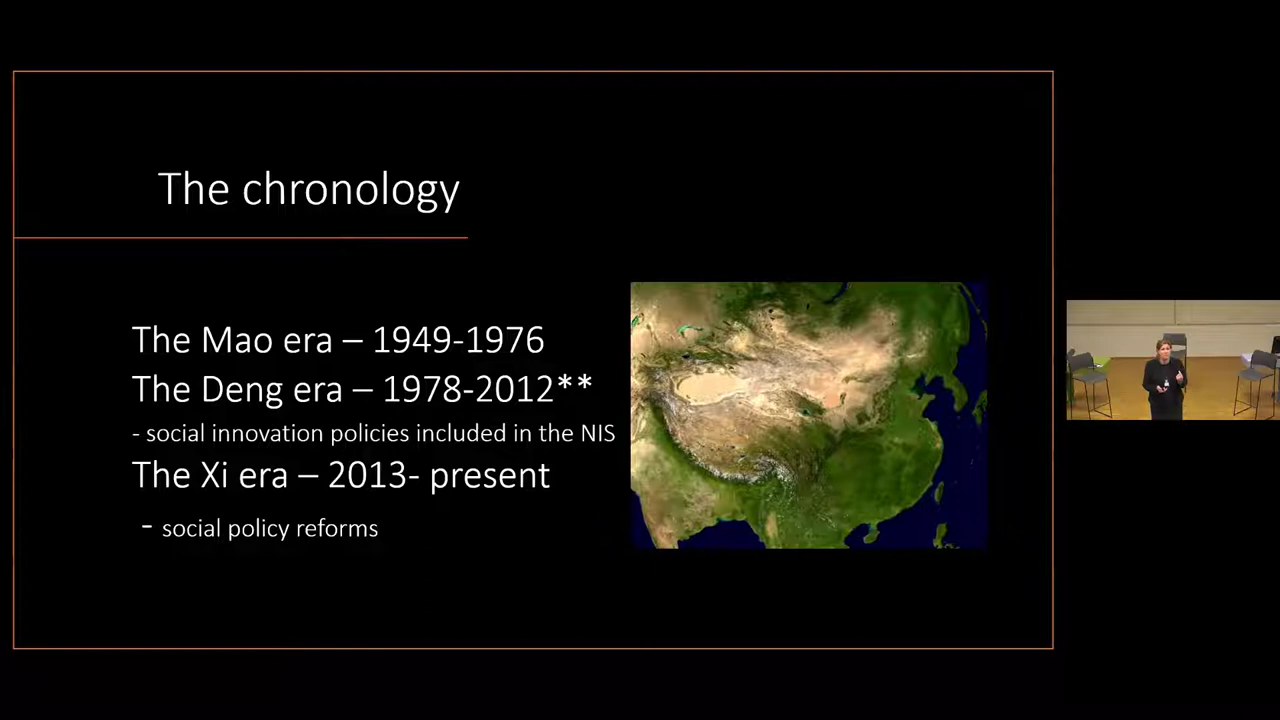 The chronology
The Mao era – 1949-1976
The Deng era – 1978-2012**
- social innovation policies included in the NIS
The Xi era – 2013- present
- social policy reforms